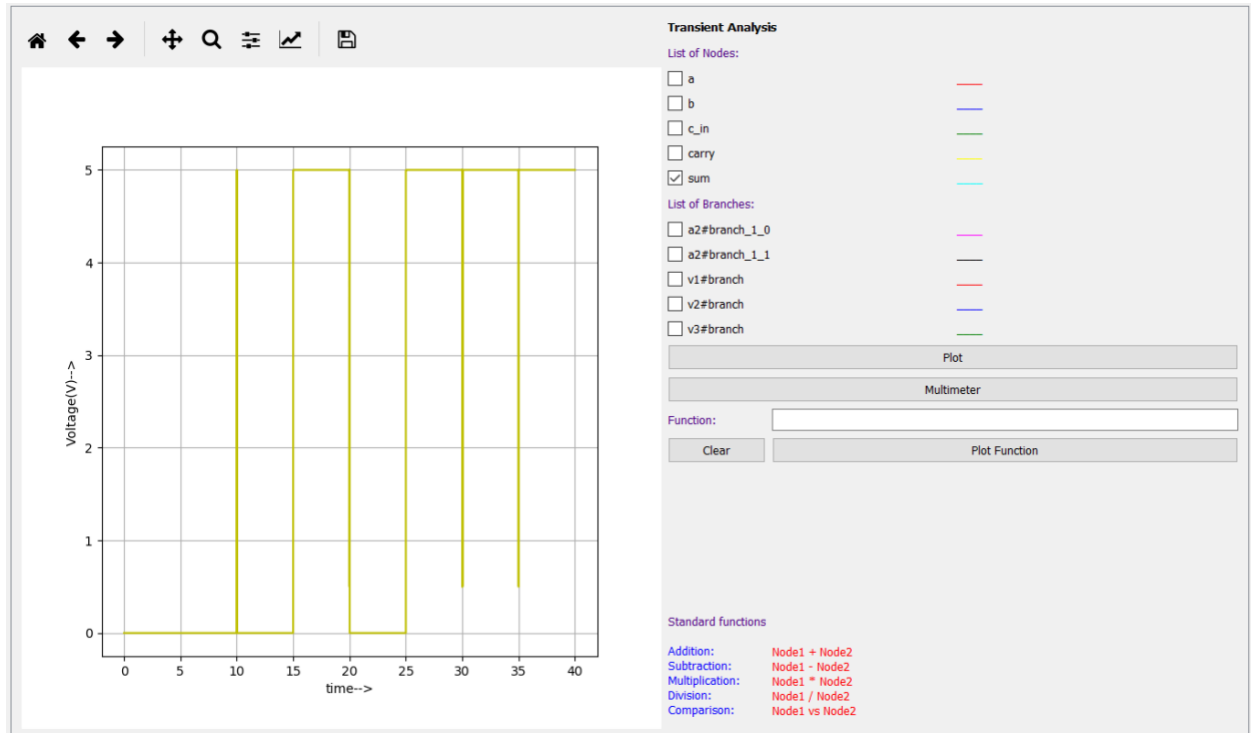 Transient Analysis
List of Nodes:
a
b
c_in
carry
sum
List of Branches:
a2#branch_1_0
a2#branch_1_1
v1#branch
v2#branch
v3#branch
Plot
Multimeter
Function:
Clear Plot Function
Standard functions
Addition: Node1 + Node2
Subtraction: Node1 - Node2
Multiplication: Node1 * Node2
Division: Node1 / Node2
Comparison: Node1 vs Node2
Voltage(V)-->
5
4
3
2
1
0
0 5 10 15 20 25 30 35 40
time-->